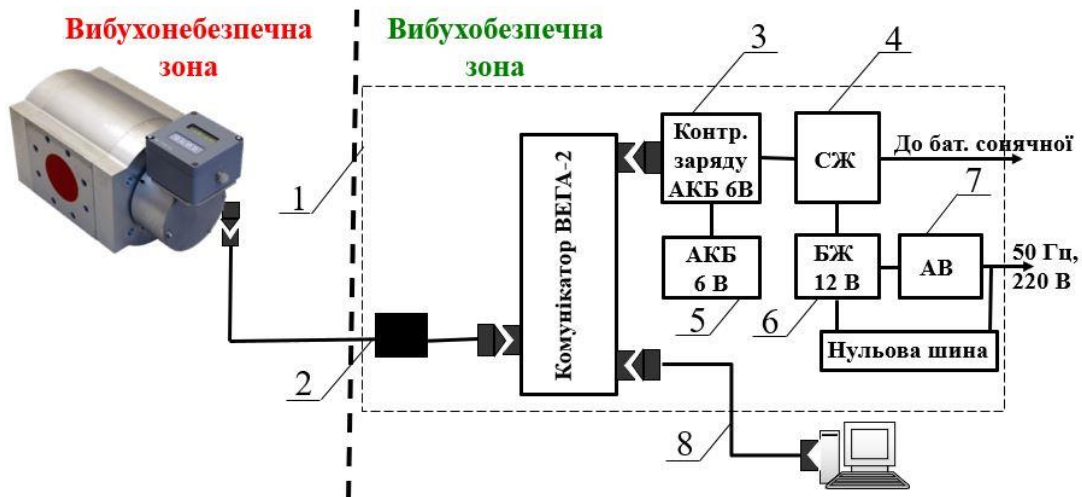 Вибухонебезпечна
зона
Вибухобезпечна
зона
3
4
Контр.
заряду
АКБ 6В
СЖ
До бат. сонячної
7
1
Комунікатор ВЕГА-2
АКБ
6 В
БЖ
12 В
АВ
50 Гц,
220 В
5
6
Нульова шина
2
8